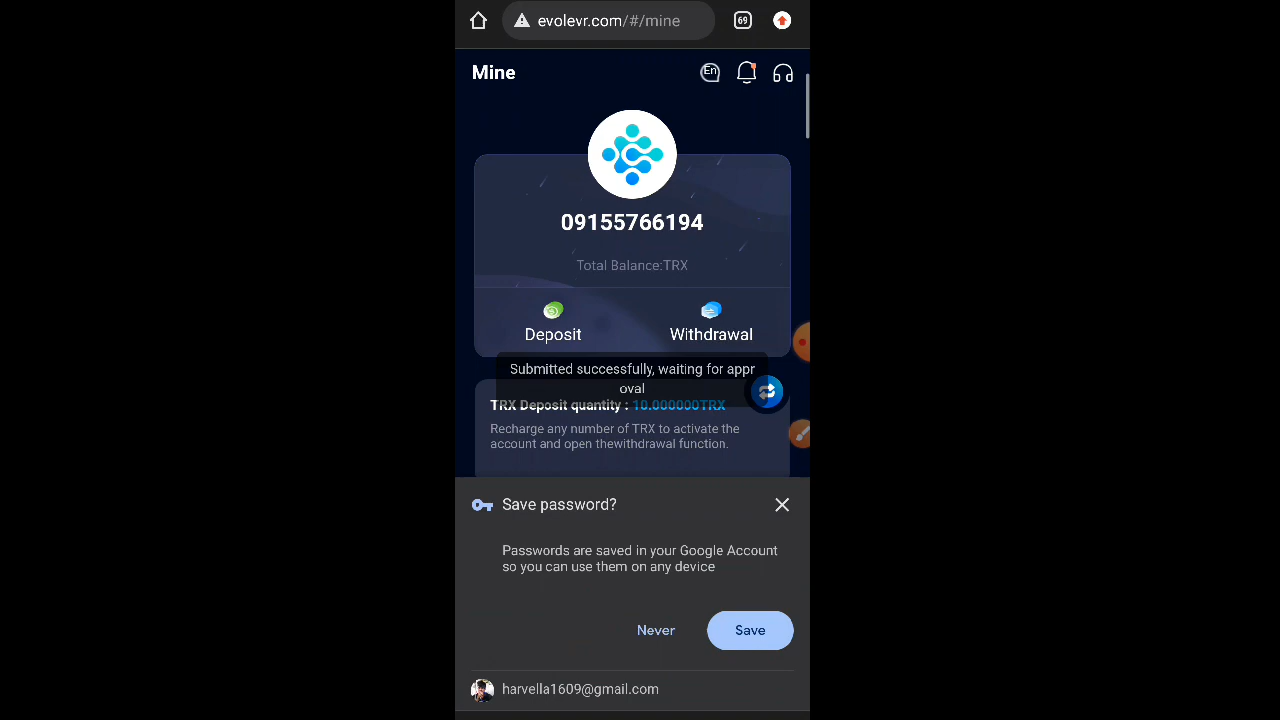 evolevr.com/#/mine
69
Mine
En
09155766194
Total Balance:TRX
Deposit
Withdrawal
Submitted successfully, waiting for appr
oval
TRX Deposit quantity : 10.000000TRX
Recharge any number of TRX to activate the
account and open thewithdrawal function.
Save password?
Passwords are saved in your Google Account
so you can use them on any device
Never
Save
harvella1609@gmail.com